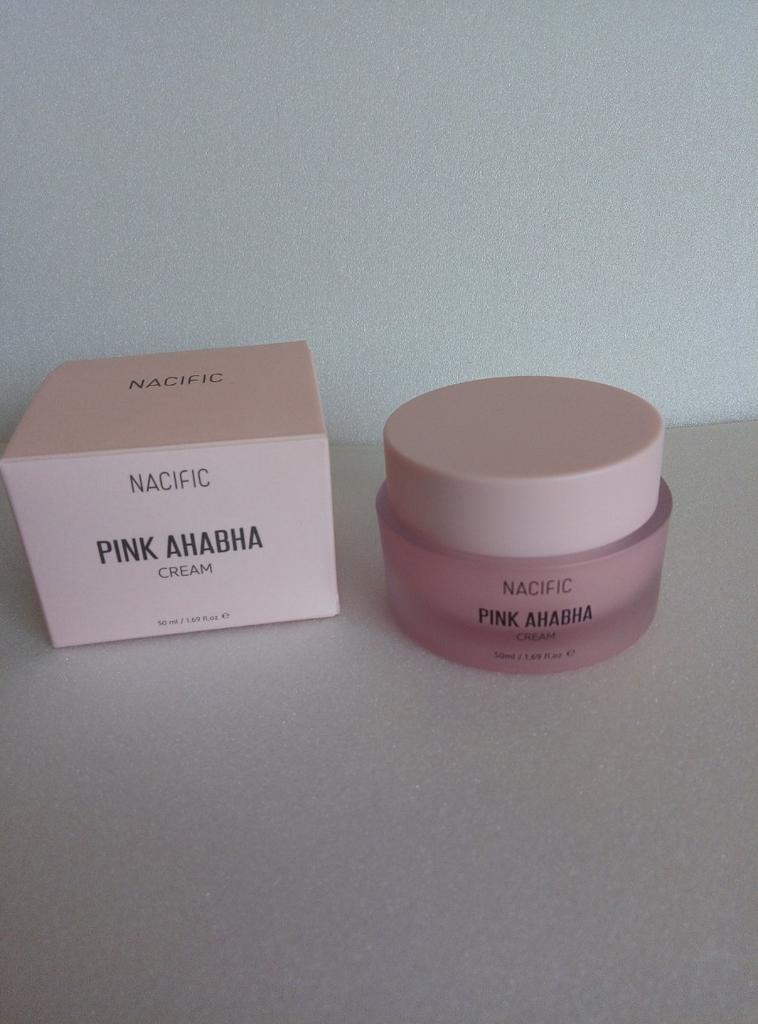 NACIFIC
NACIFIC
PINK AHABHA
CREAM
50 ml / 1.69 fl.oz ℮
NACIFIC
PINK AHABHA
CREAM
50ml / 1.69 fl.oz ℮